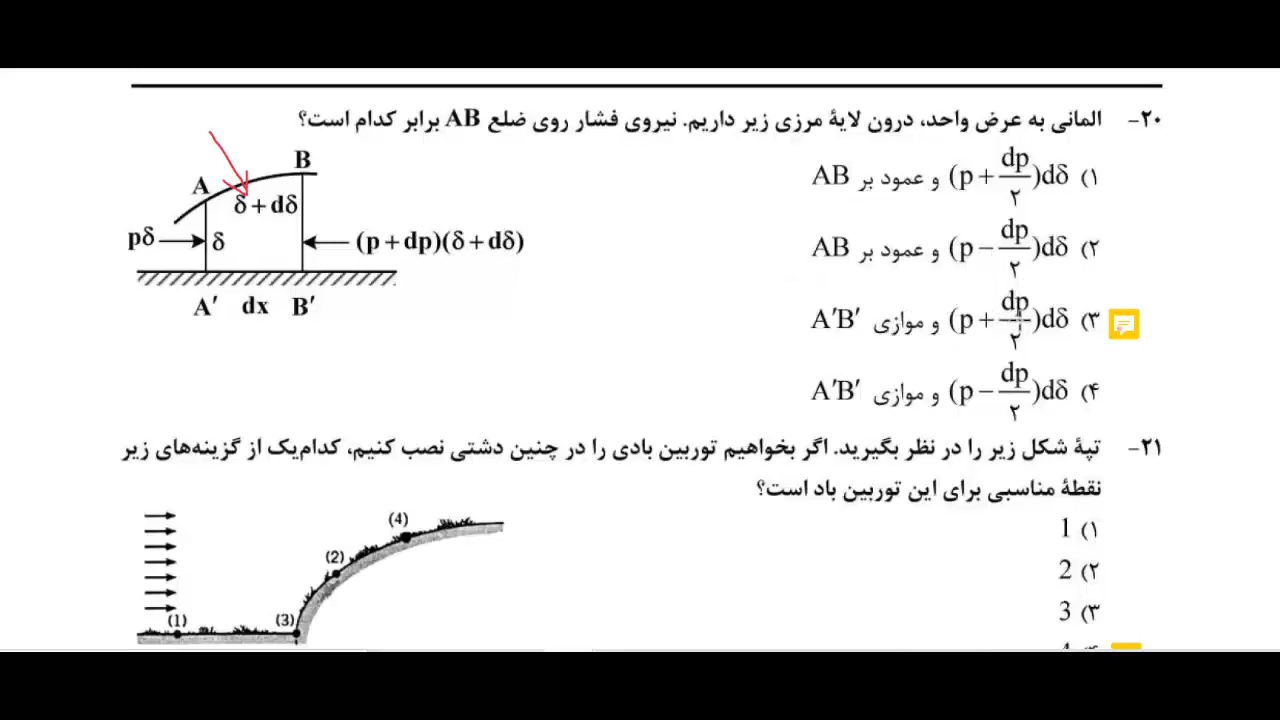 ۲۰- المانی به عرض واحد، درون لایهٔ مرزی زیر داریم. نیروی فشار روی ضلع AB برابر کدام است؟
۱) (p + dp/۲)dδ و عمود بر AB
۲) (p − dp/۲)dδ و عمود بر AB
۳) (p + dp/۲)dδ و موازی A′B′
۴) (p − dp/۲)dδ و موازی A′B′
B
A
δ + dδ
pδ
δ
(p + dp)(δ + dδ)
A′ dx B′
۲۱- تپهٔ شکل زیر را در نظر بگیرید. اگر بخواهیم توربین بادی را در چنین دشتی نصب کنیم، کدام‌یک از گزینه‌های زیر
نقطهٔ مناسبی برای این توربین باد است؟
۱) 1
۲) 2
۳) 3
(4)
(2)
(1)
(3)